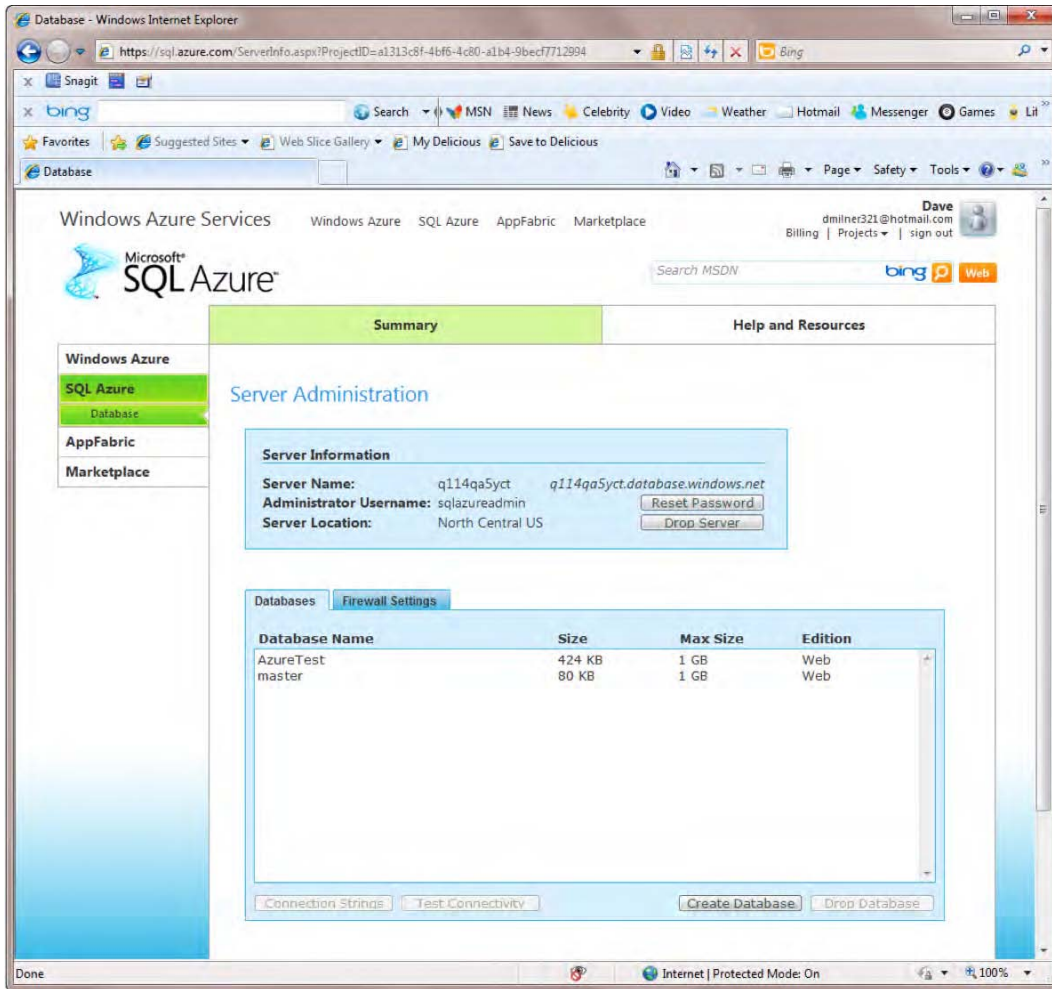 Database - Windows Internet Explorer
https://sql.azure.com/ServerInfo.aspx?ProjectID=a1313c8f-4bf6-4c80-a1b4-9becf7712994
Bing
x Snagit
x bing Search MSN News Celebrity Video Weather Hotmail Messenger Games Lif
Favorites Suggested Sites Web Slice Gallery My Delicious Save to Delicious
Database Page Safety Tools
Windows Azure Services Windows Azure SQL Azure AppFabric Marketplace
Dave
dmilner321@hotmail.com
Billing | Projects | sign out
Microsoft®
SQL Azure™
Search MSDN bing Web
Summary Help and Resources
Windows Azure
SQL Azure
Database
AppFabric
Marketplace
Server Administration
Server Information
Server Name: q114qa5yct q114qa5yct.database.windows.net
Administrator Username: sqlazureadmin Reset Password
Server Location: North Central US Drop Server
Databases Firewall Settings
Database Name Size Max Size Edition
AzureTest 424 KB 1 GB Web
master 80 KB 1 GB Web
Connection Strings Test Connectivity Create Database Drop Database
Done Internet | Protected Mode: On 100%